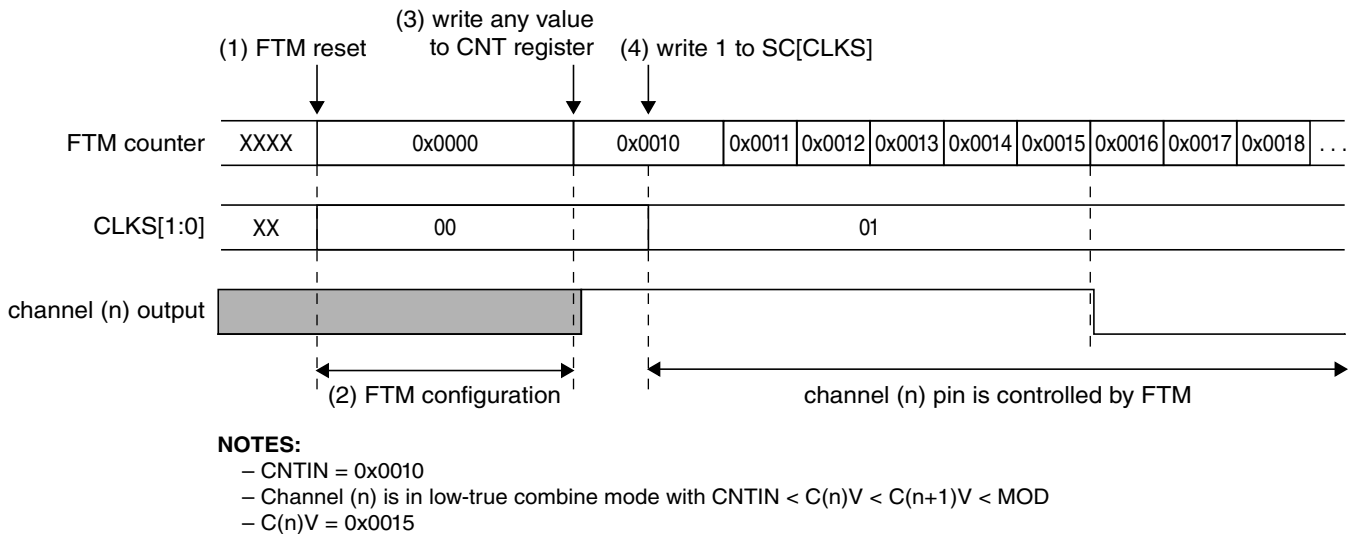 (3) write any value
(1) FTM reset to CNT register (4) write 1 to SC[CLKS]
FTM counter XXXX 0x0000 0x0010 0x0011 0x0012 0x0013 0x0014 0x0015 0x0016 0x0017 0x0018 . . .
CLKS[1:0] XX 00 01
channel (n) output
(2) FTM configuration channel (n) pin is controlled by FTM
NOTES:
– CNTIN = 0x0010
– Channel (n) is in low-true combine mode with CNTIN < C(n)V < C(n+1)V < MOD
– C(n)V = 0x0015